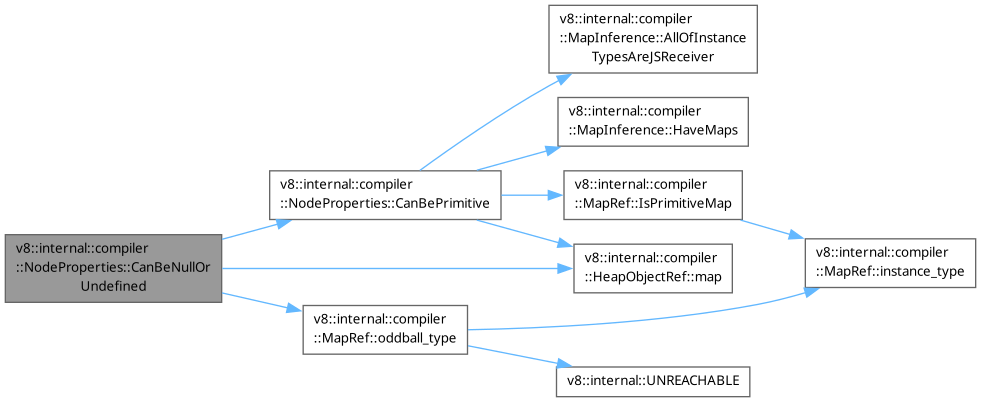 v8::internal::compiler
::NodeProperties::CanBeNullOr
Undefined
v8::internal::compiler
::NodeProperties::CanBePrimitive
v8::internal::compiler
::MapInference::AllOfInstance
TypesAreJSReceiver
v8::internal::compiler
::MapInference::HaveMaps
v8::internal::compiler
::MapRef::IsPrimitiveMap
v8::internal::compiler
::MapRef::instance_type
v8::internal::compiler
::HeapObjectRef::map
v8::internal::compiler
::MapRef::oddball_type
v8::internal::UNREACHABLE